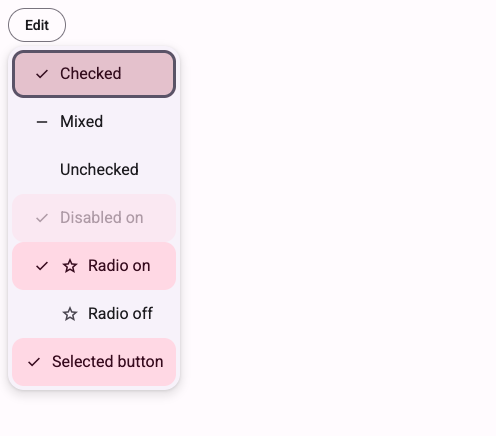 Edit
Checked
Mixed
Unchecked
Disabled on
Radio on
Radio off
Selected button